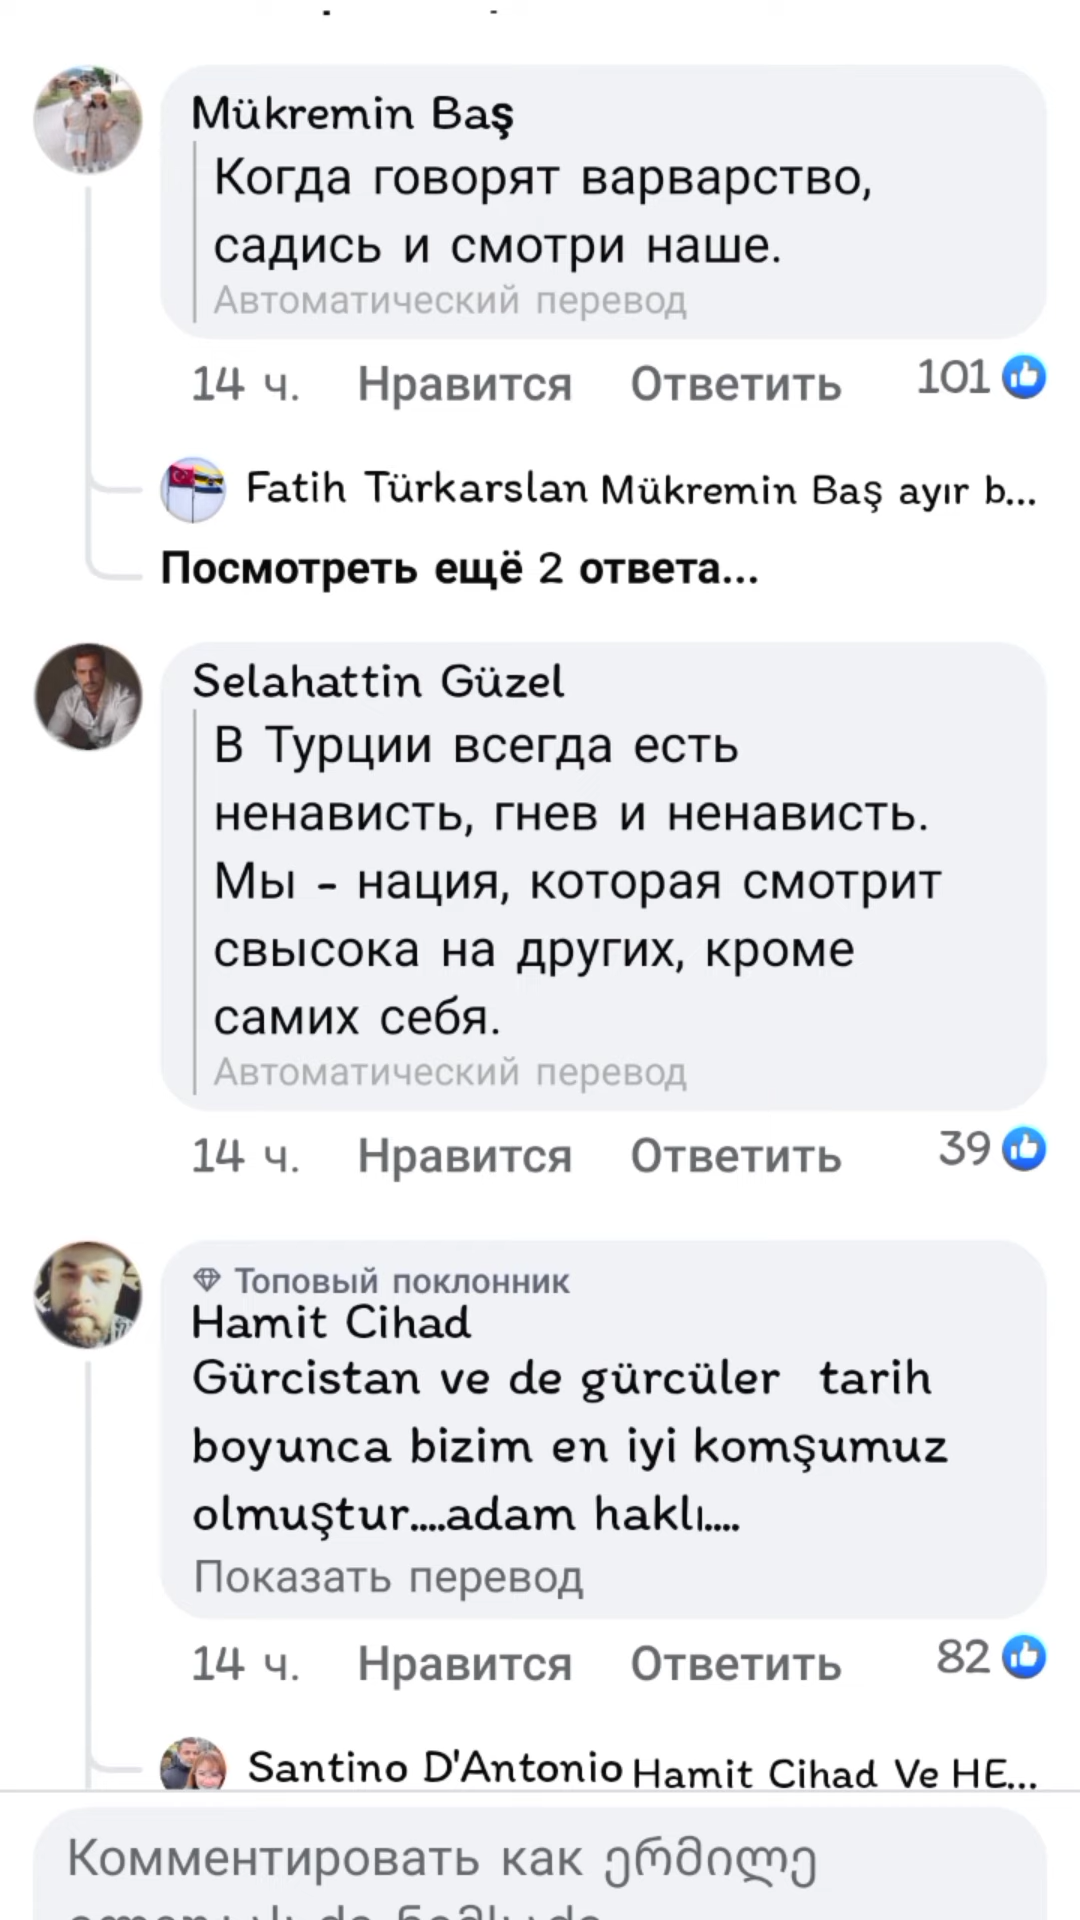 Mükremin Baş
Когда говорят варварство,
садись и смотри наше.
Автоматический перевод
14 ч. Нравится Ответить 101
Fatih Türkarslan Mükremin Baş ayır b...
Посмотреть ещё 2 ответа...
Selahattin Güzel
В Турции всегда есть
ненависть, гнев и ненависть.
Мы - нация, которая смотрит
свысока на других, кроме
самих себя.
Автоматический перевод
14 ч. Нравится Ответить 39
Топовый поклонник
Hamit Cihad
Gürcistan ve de gürcüler tarih
boyunca bizim en iyi komşumuz
olmuştur....adam haklı....
Показать перевод
14 ч. Нравится Ответить 82
Santino D'Antonio Hamit Cihad Ve HE...
Комментировать как ერმილე